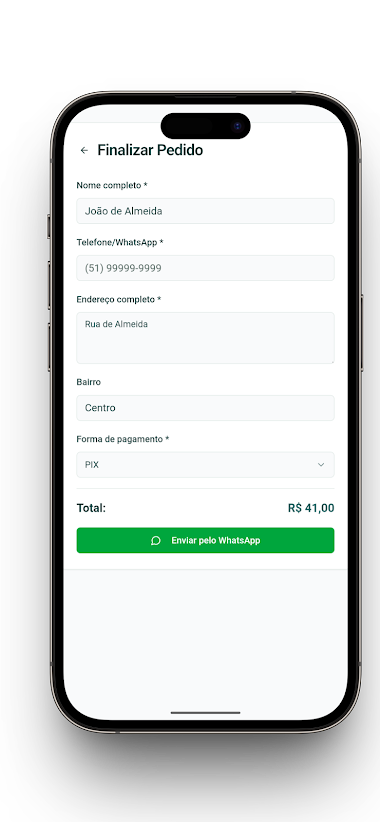 Finalizar Pedido
Nome completo *
João de Almeida
Telefone/WhatsApp *
(51) 99999-9999
Endereço completo *
Rua de Almeida
Bairro
Centro
Forma de pagamento *
PIX
Total: R$ 41,00
Enviar pelo WhatsApp